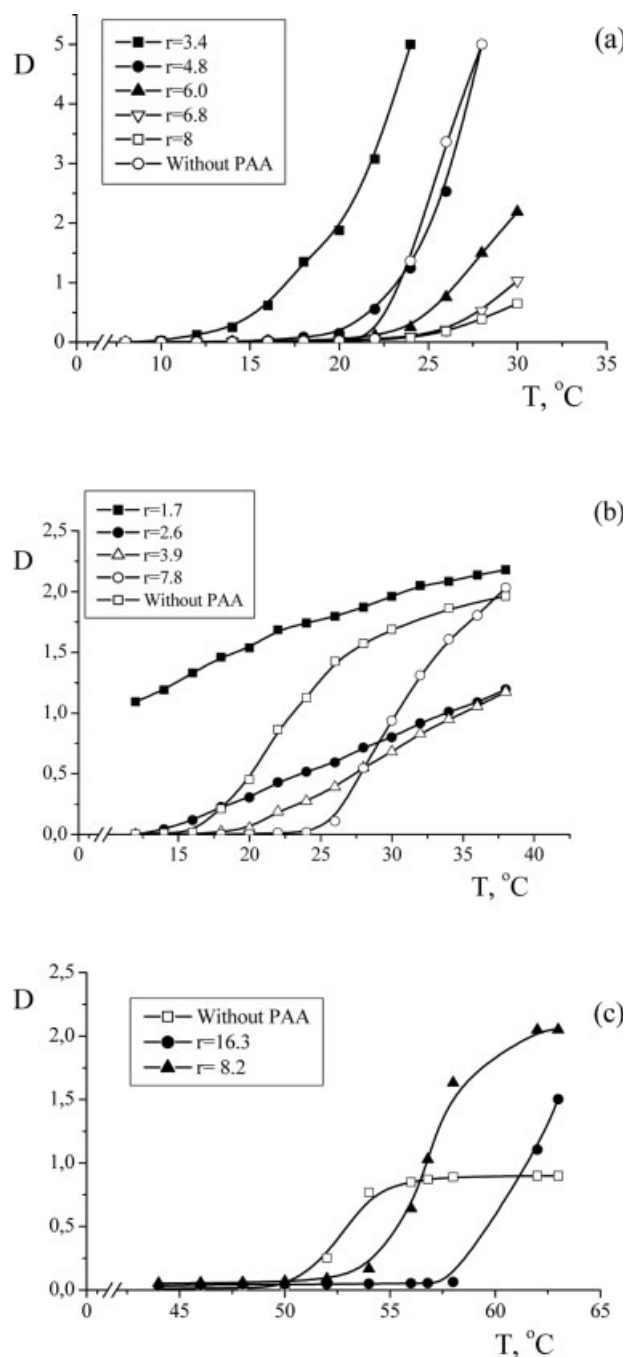 (a)
D
r=3.4
r=4.8
r=6.0
r=6.8
r=8
Without PAA
5
4
3
2
1
0
0 10 15 20 25 30 35
T, °C
(b)
D
r=1.7
r=2.6
r=3.9
r=7.8
Without PAA
2,5
2,0
1,5
1,0
0,5
0,0
0 15 20 25 30 35 40
T, °C
(c)
D
Without PAA
r=16.3
r= 8.2
2,5
2,0
1,5
1,0
0,5
0,0
0 45 50 55 60 65
T, °C